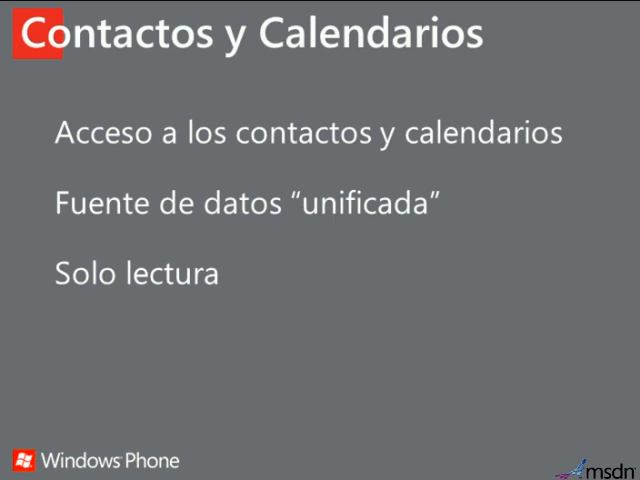 Contactos y Calendarios
Acceso a los contactos y calendarios
Fuente de datos “unificada”
Solo lectura
Windows Phone
msdn